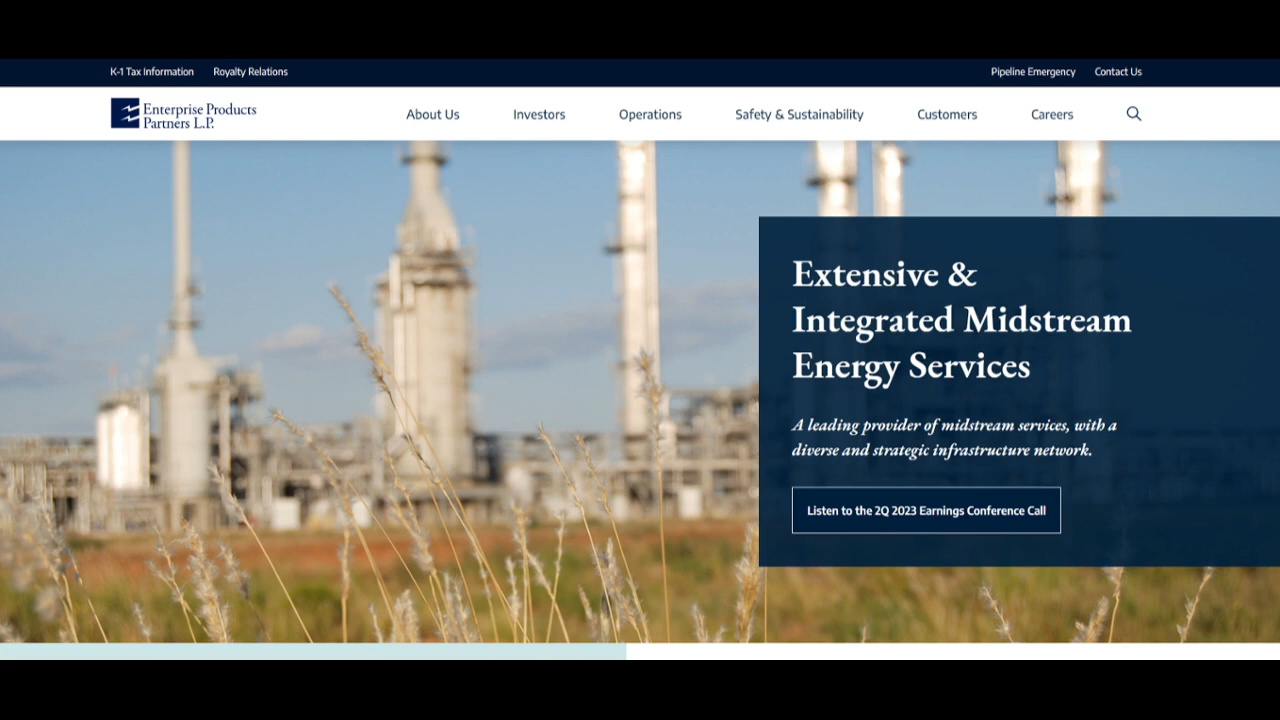 K-1 Tax Information Royalty Relations Pipeline Emergency Contact Us
Enterprise Products
Partners L.P.
About Us Investors Operations Safety & Sustainability Customers Careers
Extensive &
Integrated Midstream
Energy Services
A leading provider of midstream services, with a
diverse and strategic infrastructure network.
Listen to the 2Q 2023 Earnings Conference Call